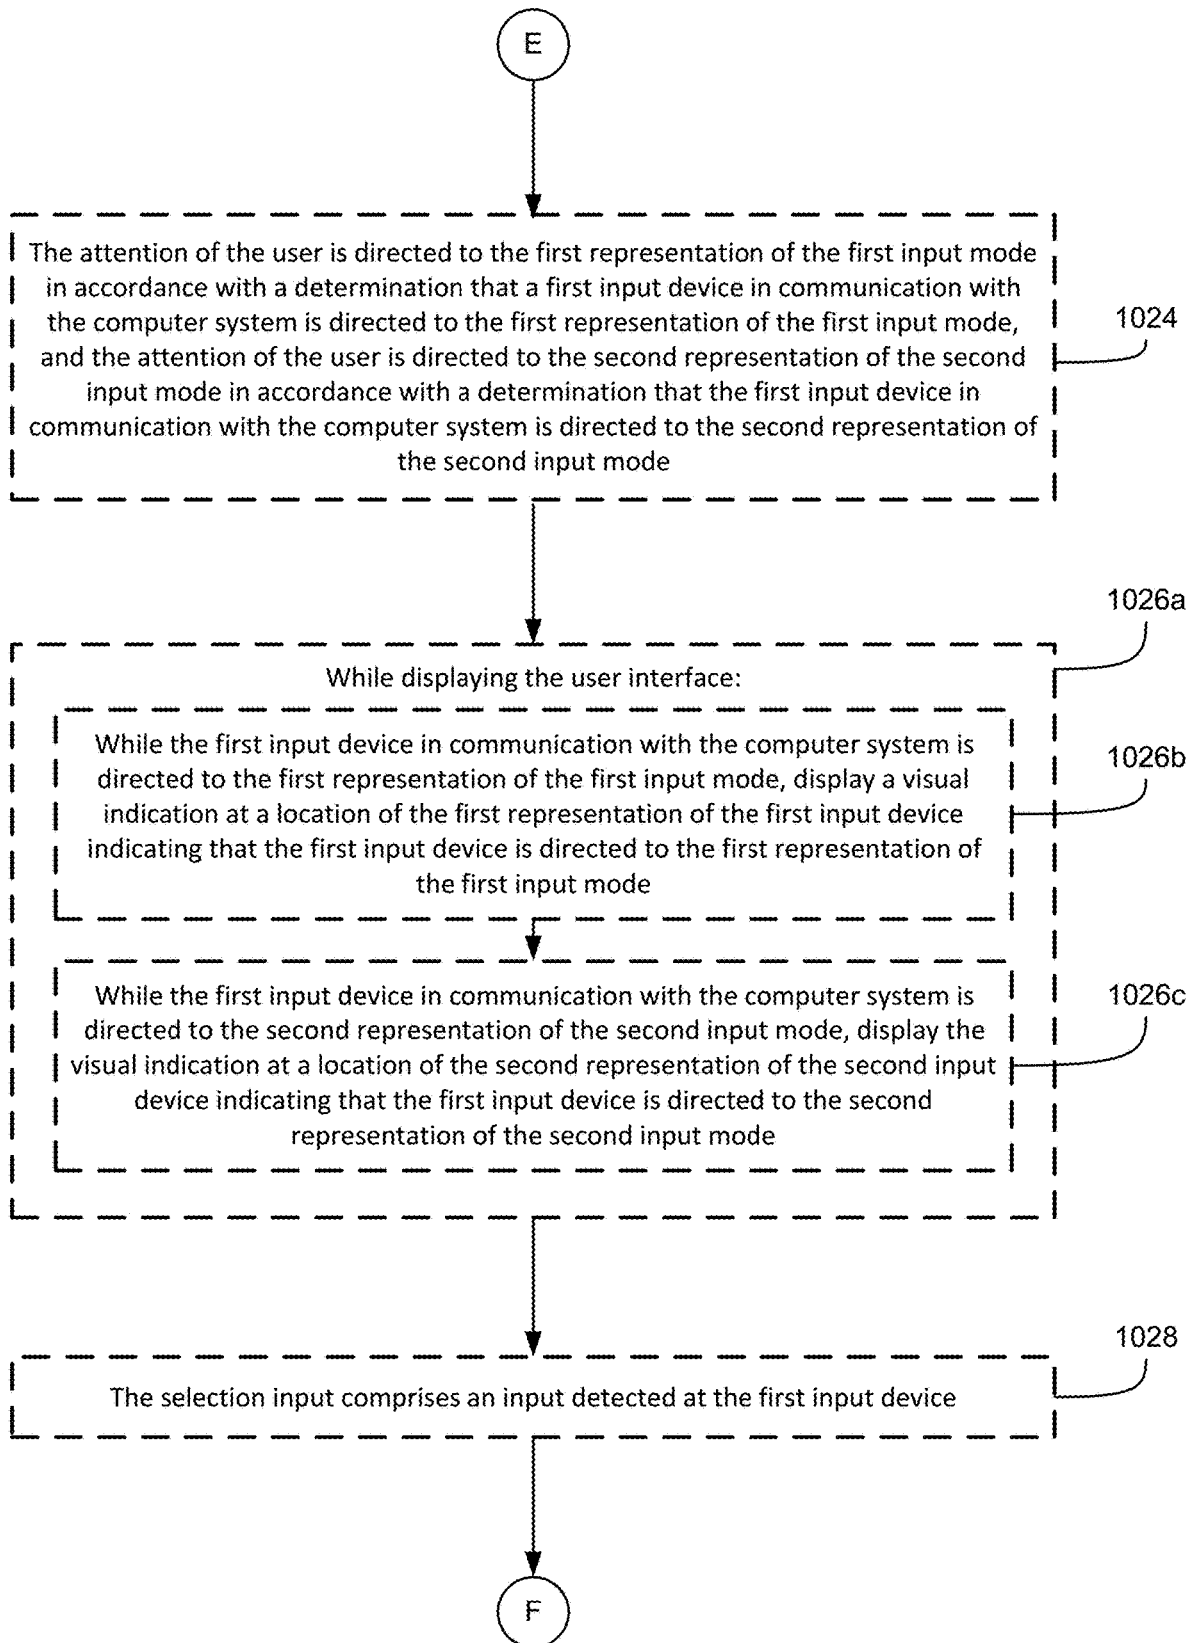 E
The attention of the user is directed to the first representation of the first input mode
in accordance with a determination that a first input device in communication with
the computer system is directed to the first representation of the first input mode,
and the attention of the user is directed to the second representation of the second
input mode in accordance with a determination that the first input device in
communication with the computer system is directed to the second representation of
the second input mode
1024
1026a
While displaying the user interface:
While the first input device in communication with the computer system is
directed to the first representation of the first input mode, display a visual
indication at a location of the first representation of the first input device
indicating that the first input device is directed to the first representation of
the first input mode
1026b
While the first input device in communication with the computer system is
directed to the second representation of the second input mode, display the
visual indication at a location of the second representation of the second input
device indicating that the first input device is directed to the second
representation of the second input mode
1026c
1028
The selection input comprises an input detected at the first input device
F